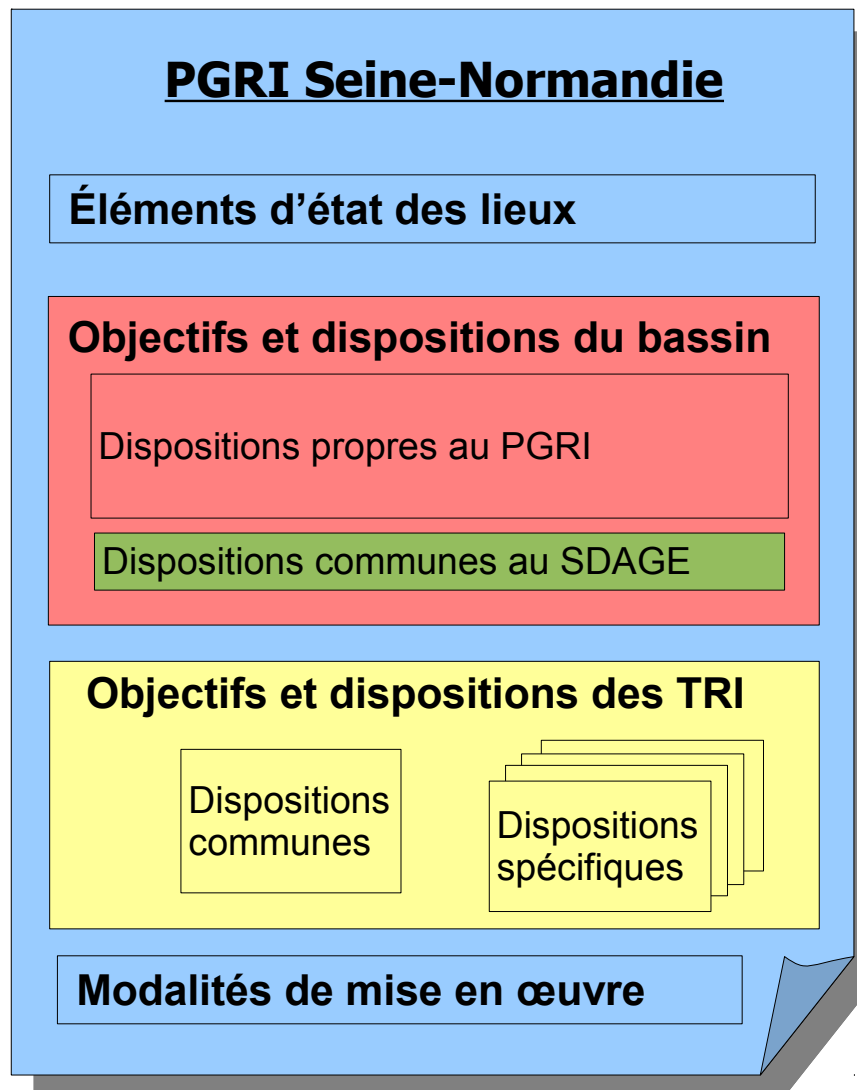 PGRI Seine-Normandie
Éléments d’état des lieux
Objectifs et dispositions du bassin
Dispositions propres au PGRI
Dispositions communes au SDAGE
Objectifs et dispositions des TRI
Dispositions
communes
Dispositions
spécifiques
Modalités de mise en œuvre